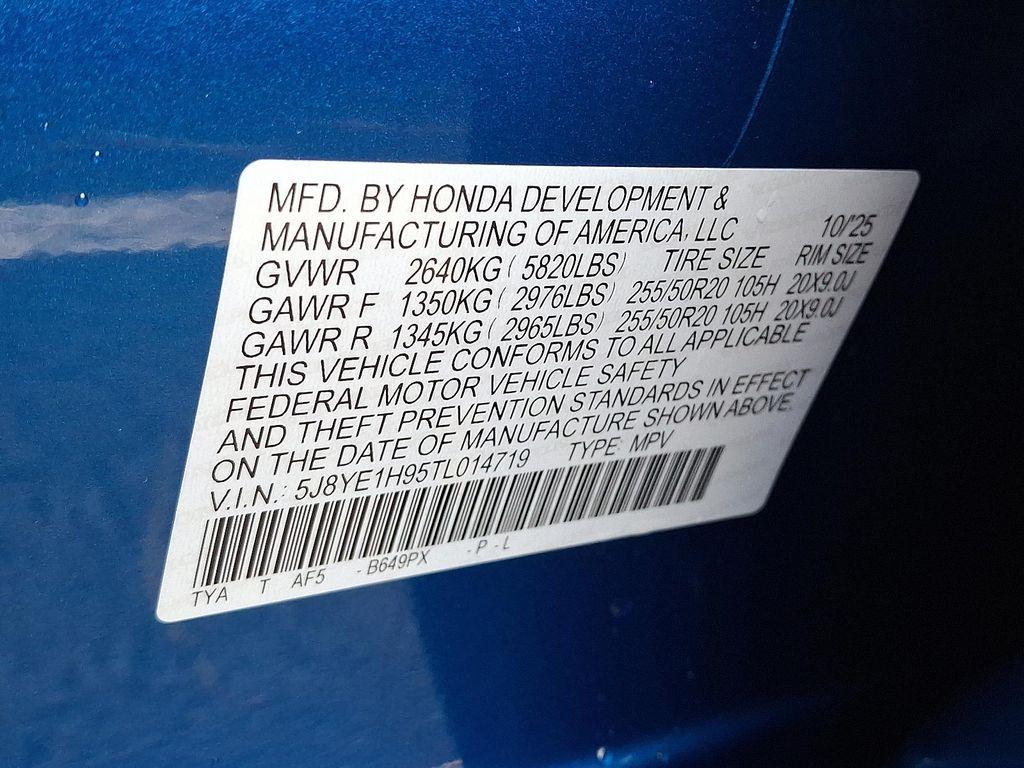 MFD. BY HONDA DEVELOPMENT &
MANUFACTURING OF AMERICA, LLC 10/'25
GVWR 2640KG ( 5820LBS) TIRE SIZE RIM SIZE
GAWR F 1350KG ( 2976LBS) 255/50R20 105H 20X9.0J
GAWR R 1345KG ( 2965LBS) 255/50R20 105H 20X9.0J
THIS VEHICLE CONFORMS TO ALL APPLICABLE
FEDERAL MOTOR VEHICLE SAFETY
AND THEFT PREVENTION STANDARDS IN EFFECT
ON THE DATE OF MANUFACTURE SHOWN ABOVE.
V.I.N.: 5J8YE1H95TL014719 TYPE: MPV
TYA T AF5 - B649PX - P - L